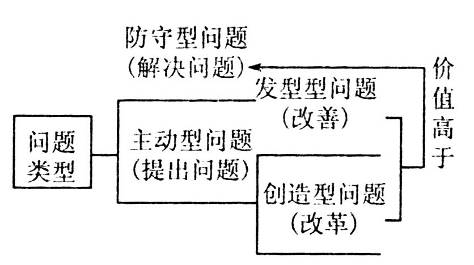 防守型问题
(解决问题)
发型型问题
(改善)
问题
类型
主动型问题
(提出问题)
创造型问题
(改革)
价值高于